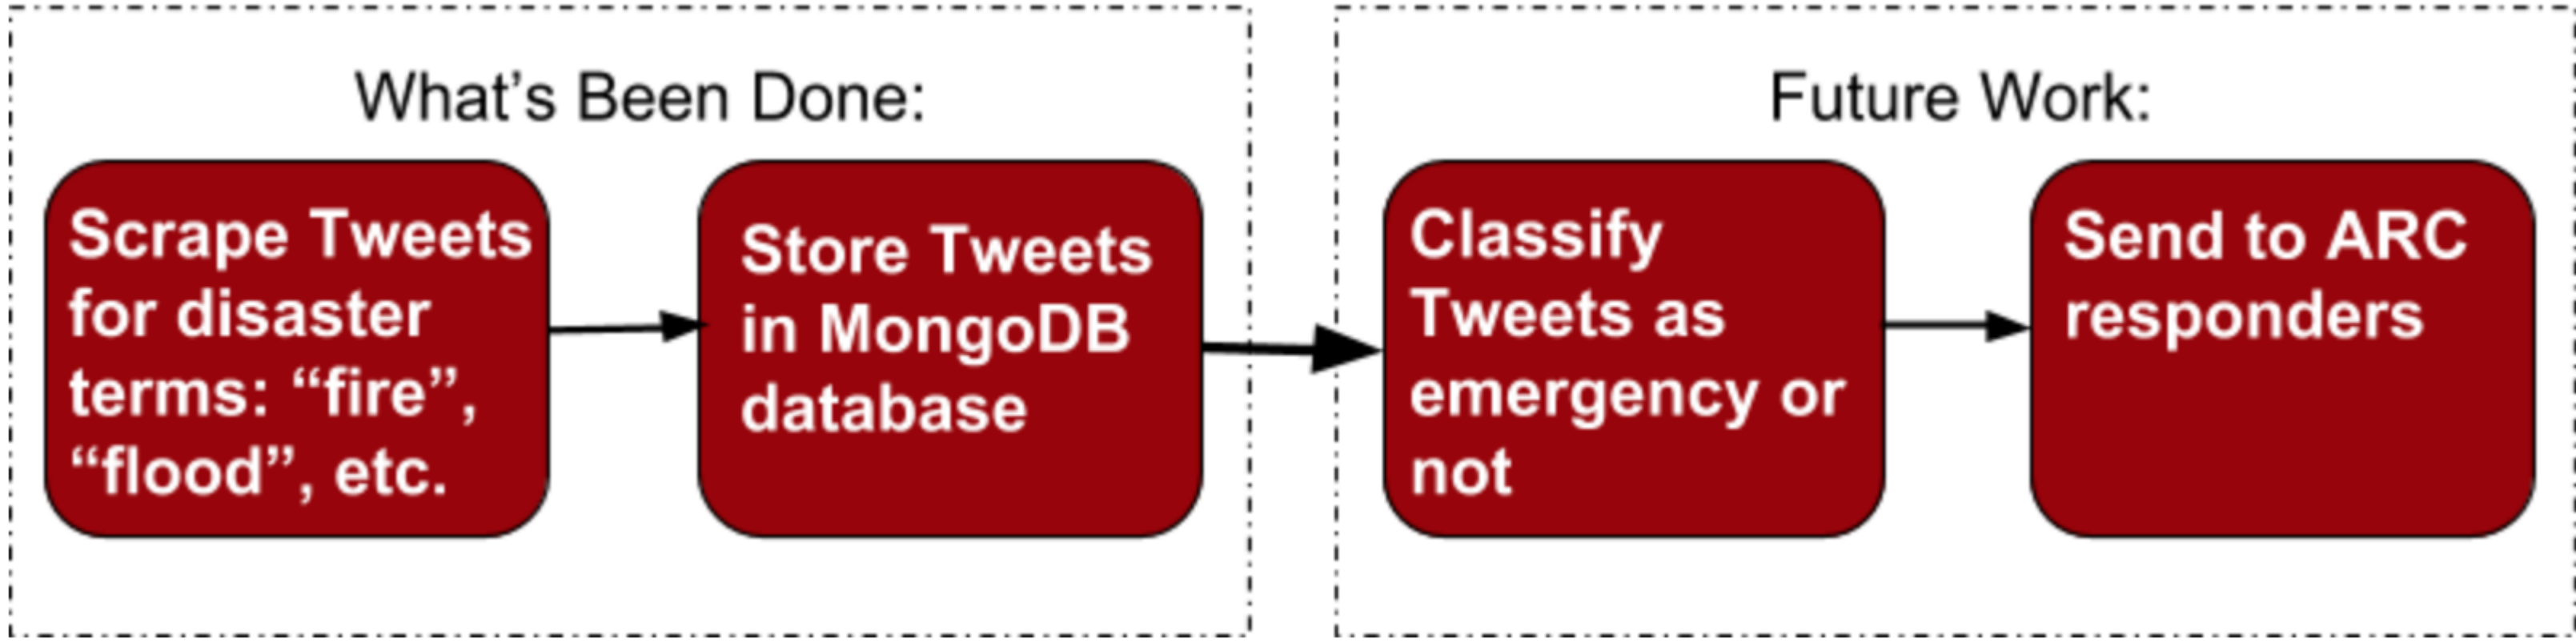 What’s Been Done:
Scrape Tweets
for disaster
terms: “fire”,
“flood”, etc.
Store Tweets
in MongoDB
database
Future Work:
Classify
Tweets as
emergency or
not
Send to ARC
responders